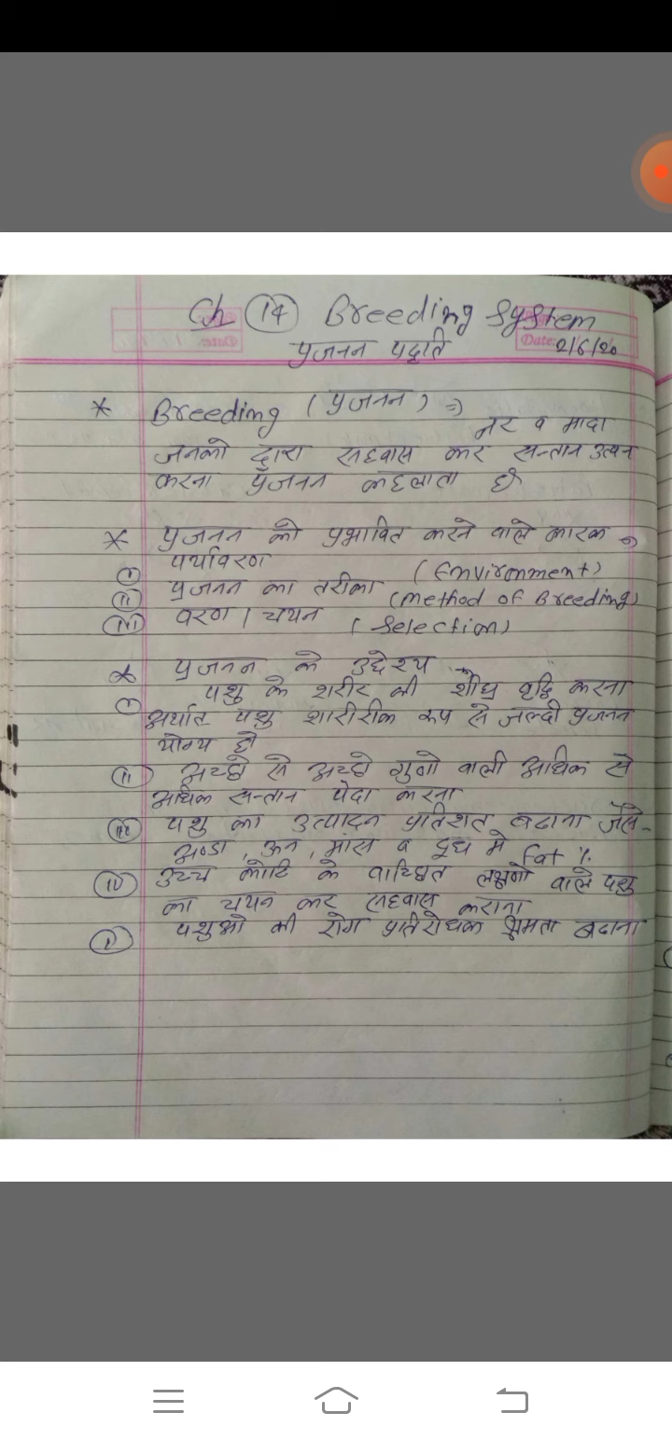 Ch 14 Breeding System
प्रजनन पद्धति
Date: 2/6/20
* Breeding (प्रजनन) ⇒
नर व मादा
जनको द्वारा सहवास कर सन्तान उत्पन्न
करना प्रजनन कहलाता है
* प्रजनन को प्रभावित करने वाले कारक ⇒
(i) पर्यावरण (Environment)
(ii) प्रजनन का तरीका (Method of Breeding)
(iii) वरण / चयन (Selection)
* प्रजनन के उद्देश्य →
(i) पशु के शरीर की शीघ्र वृद्धि करना
अर्थात पशु शारीरीक रूप से जल्दी प्रजनन
योग्य हो
(ii) अच्छे से अच्छे गुणो वाली अधिक से
अधिक सन्तान पेदा करना
(iii) पशु का उत्पादन प्रतिशत बढाना जैसे-
अण्डा, ऊन, मांस व दूध मे fat %
(iv) उच्च कोटि के वांछित लक्षणो वाले पशु
का चयन कर सहवास कराना
(v) पशुओ की रोग प्रतिरोधक क्षमता बढाना